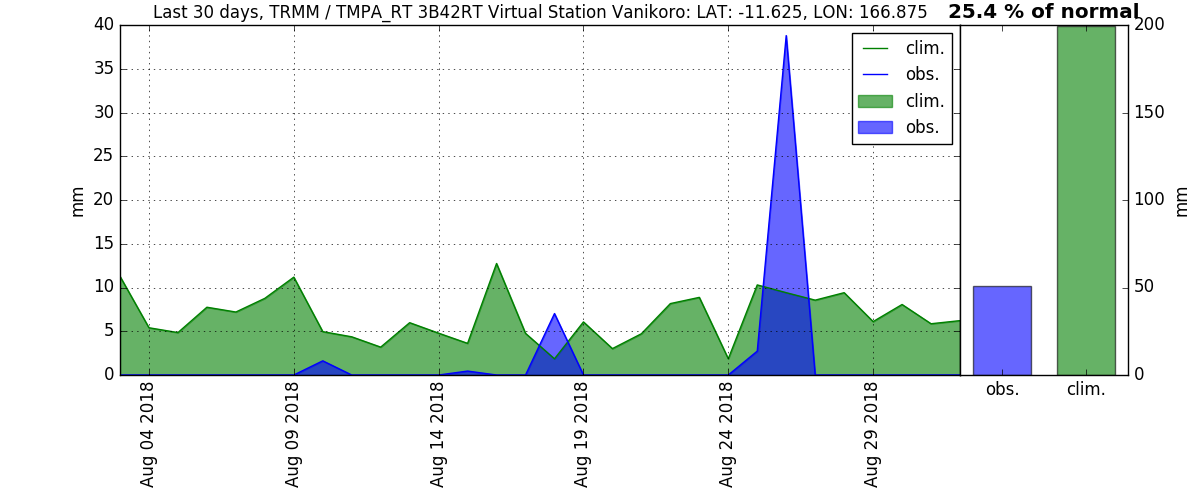 Last 30 days, TRMM / TMPA_RT 3B42RT Virtual Station Vanikoro: LAT: -11.625, LON: 166.875
25.4 % of normal
40
35
30
25
20
15
10
5
0
mm
clim.
obs.
clim.
obs.
Aug 04 2018
Aug 09 2018
Aug 14 2018
Aug 19 2018
Aug 24 2018
Aug 29 2018
200
150
100
50
0
mm
obs.
clim.